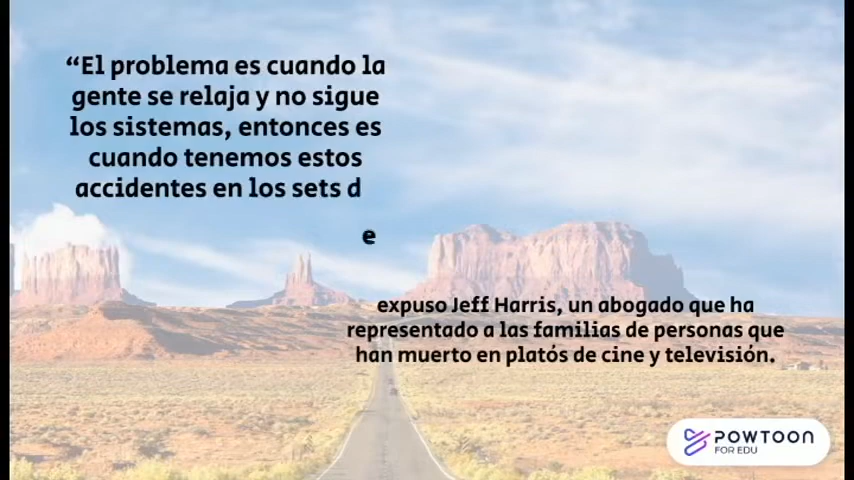 “El problema es cuando la
gente se relaja y no sigue
los sistemas, entonces es
cuando tenemos estos
accidentes en los sets d
e
expuso Jeff Harris, un abogado que ha
representado a las familias de personas que
han muerto en platós de cine y televisión.
POWTOON
FOR EDU